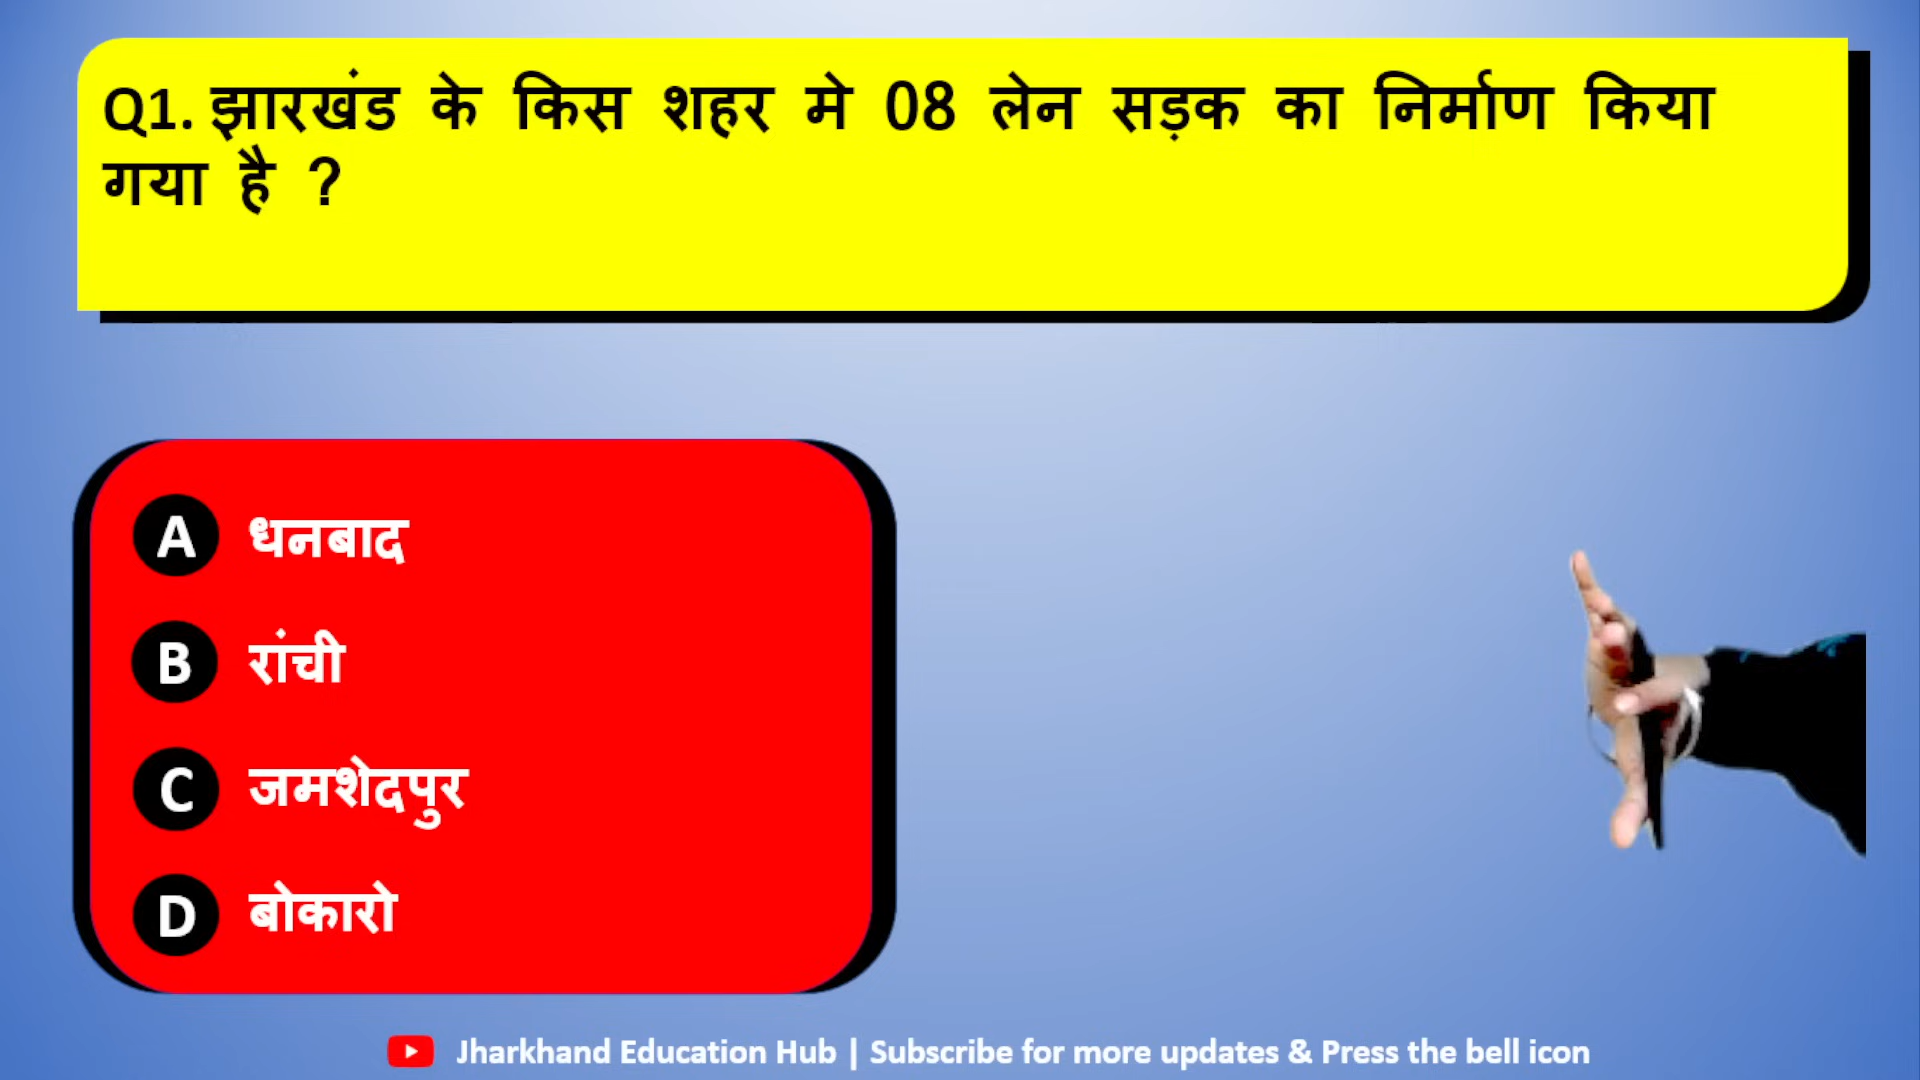 Q1. झारखंड के किस शहर मे 08 लेन सड़क का निर्माण किया
गया है ?
A धनबाद
B रांची
C जमशेदपुर
D बोकारो
Jharkhand Education Hub | Subscribe for more updates & Press the bell icon